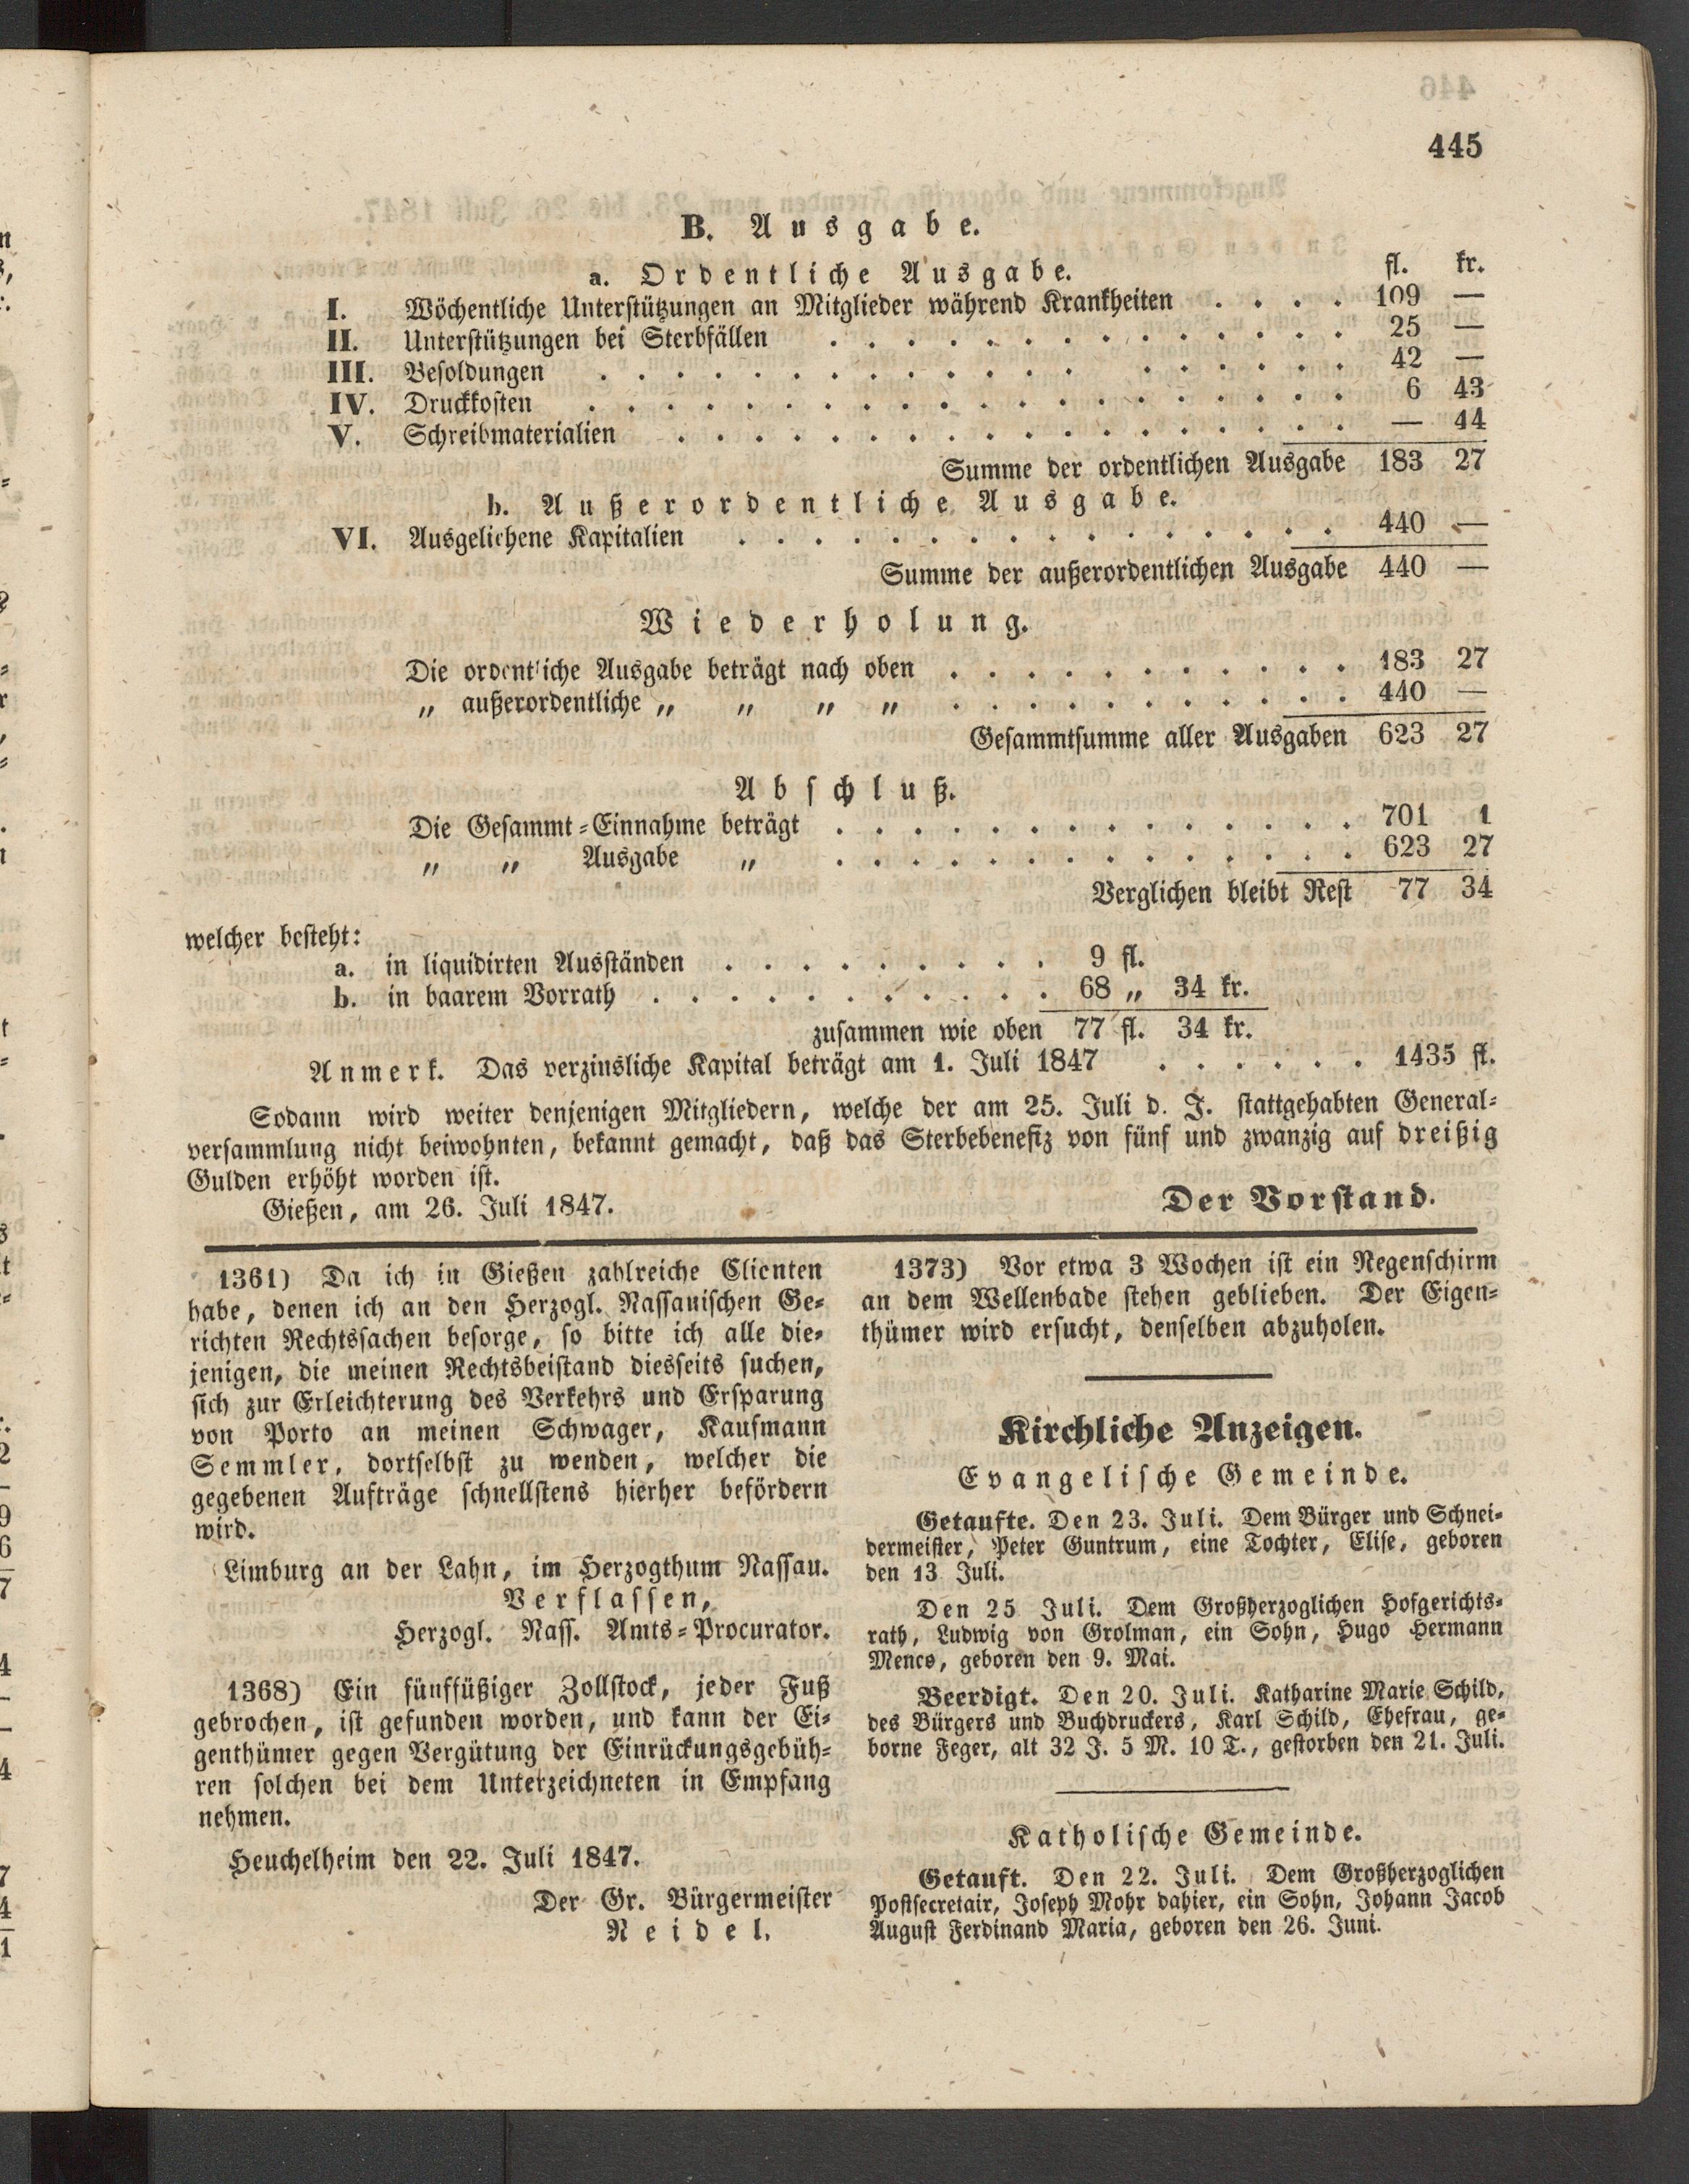 445
B. Ausgabe.
a. Ordentliche Ausgabe. fl. kr.
I. Wöchentliche Unterstützungen an Mitglieder während Krankheiten . . . . 109 —
II. Unterstützungen bei Sterbfällen . . . . . . . . . . . . . . 25 —
III. Besoldungen . . . . . . . . . . . . . . . . . . . 42 —
IV. Druckkosten . . . . . . . . . . . . . . . . . . . . 6 43
V. Schreibmaterialien . . . . . . . . . . . . . . . . . . — 44
Summe der ordentlichen Ausgabe 183 27
b. Außerordentliche Ausgabe.
VI. Ausgeliehene Kapitalien . . . . . . . . . . . . . . . . 440 —
Summe der außerordentlichen Ausgabe 440 —
Wiederholung.
Die ordentliche Ausgabe beträgt nach oben . . . . . . . . . . . 183 27
„ außerordentliche „ „ „ „ . . . . . . . . . . . 440 —
Gesammtsumme aller Ausgaben 623 27
Abschluß.
Die Gesammt-Einnahme beträgt . . . . . . . . . . . . . . 701 1
„ „ Ausgabe „ . . . . . . . . . . . . . . 623 27
Verglichen bleibt Rest 77 34
welcher besteht:
a. in liquidirten Ausständen . . . . . . . . . 9 fl.
b. in baarem Vorrath . . . . . . . . . . . 68 „ 34 kr.
zusammen wie oben 77 fl. 34 kr.
Anmerk. Das verzinsliche Kapital beträgt am 1. Juli 1847 . . . . . . 1435 fl.
Sodann wird weiter denjenigen Mitgliedern, welche der am 25. Juli d. J. stattgehabten General-
versammlung nicht beiwohnten, bekannt gemacht, daß das Sterbebenefiz von fünf und zwanzig auf dreißig
Gulden erhöht worden ist.
Gießen, am 26. Juli 1847.
Der Vorstand.
1361) Da ich in Gießen zahlreiche Clienten
habe, denen ich an den Herzogl. Nassauischen Ge-
richten Rechtssachen besorge, so bitte ich alle die-
jenigen, die meinen Rechtsbeistand diesseits suchen,
sich zur Erleichterung des Verkehrs und Ersparung
von Porto an meinen Schwager, Kaufmann
Semmler, dortselbst zu wenden, welcher die
gegebenen Aufträge schnellstens hierher befördern
wird.
Limburg an der Lahn, im Herzogthum Nassau.
Verflassen,
Herzogl. Nass. Amts-Procurator.
1368) Ein fünffüßiger Zollstock, jeder Fuß
gebrochen, ist gefunden worden, und kann der Ei-
genthümer gegen Vergütung der Einrückungsgebüh-
ren solchen bei dem Unterzeichneten in Empfang
nehmen.
Heuchelheim den 22. Juli 1847.
Der Gr. Bürgermeister
Reidel.
1373) Vor etwa 3 Wochen ist ein Regenschirm
an dem Wellenbade stehen geblieben. Der Eigen-
thümer wird ersucht, denselben abzuholen.
Kirchliche Anzeigen.
Evangelische Gemeinde.
Getaufte. Den 23. Juli. Dem Bürger und Schnei-
dermeister, Peter Guntrum, eine Tochter, Elise, geboren
den 13 Juli.
Den 25 Juli. Dem Großherzoglichen Hofgerichts-
rath, Ludwig von Grolman, ein Sohn, Hugo Hermann
Menco, geboren den 9. Mai.
Beerdigt. Den 20. Juli. Katharine Marie Schild,
des Bürgers und Buchdruckers, Karl Schild, Ehefrau, ge-
borne Feger, alt 32 J. 5 M. 10 T., gestorben den 21. Juli.
Katholische Gemeinde.
Getauft. Den 22. Juli. Dem Großherzoglichen
Postsecretair, Joseph Mohr dahier, ein Sohn, Johann Jacob
August Ferdinand Maria, geboren den 26. Juni.